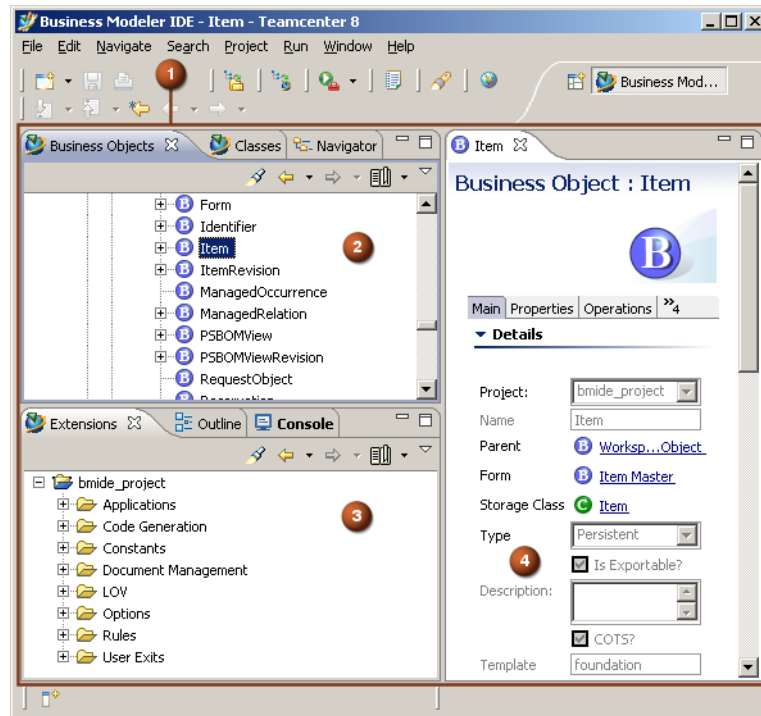 Business Modeler IDE - Item - Teamcenter 8
File Edit Navigate Search Project Run Window Help
1
Business Mod...
Business Objects Classes Navigator
Form
Identifier
Item
2
ItemRevision
ManagedOccurrence
ManagedRelation
PSBOMView
PSBOMViewRevision
RequestObject
Extensions Outline Console
bmide_project
Applications
3
Code Generation
Constants
Document Management
LOV
Options
Rules
User Exits
Item
Business Object : Item
B
Main Properties Operations »4
Details
Project: bmide_project
Name Item
Parent Worksp...Object
Form Item Master
Storage Class Item
Type Persistent
4
Is Exportable?
Description:
COTS?
Template foundation